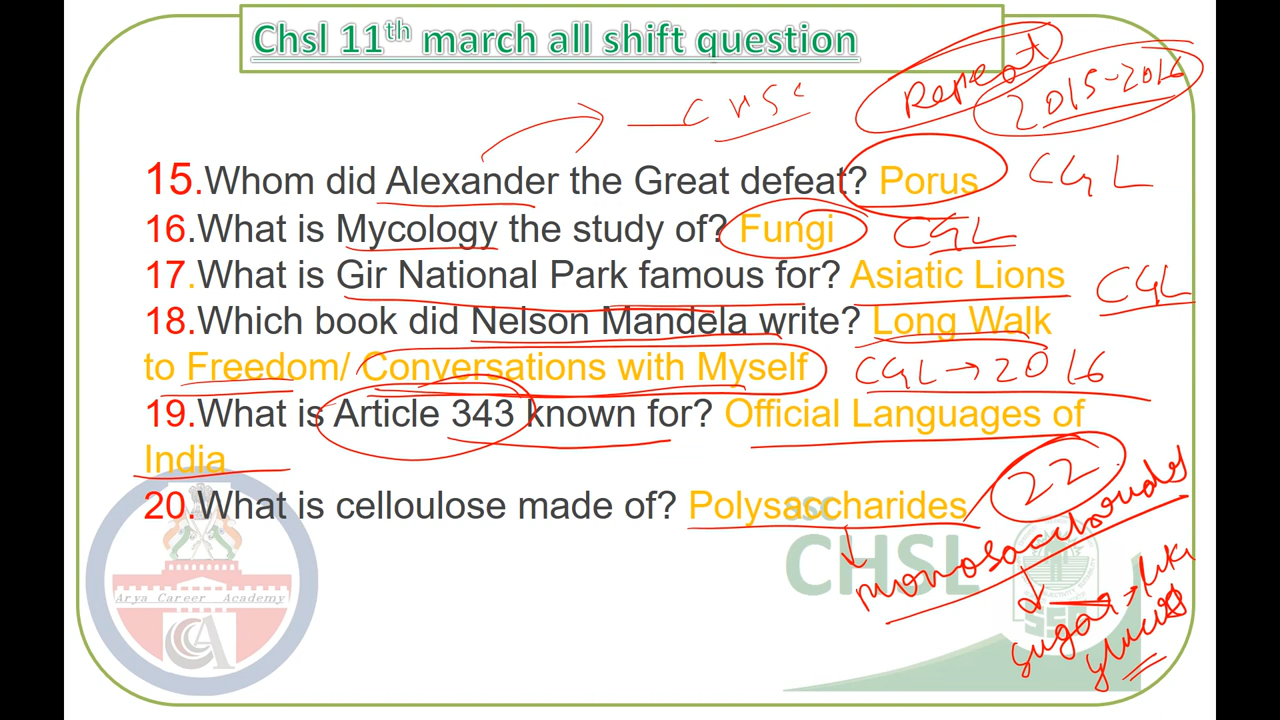 Chsl 11th march all shift question
Repeat
2015-2016
15.Whom did Alexander the Great defeat? Porus CGL
16.What is Mycology the study of? Fungi CGL
17.What is Gir National Park famous for? Asiatic Lions CGL
18.Which book did Nelson Mandela write? Long Walk
to Freedom/ Conversations with Myself CGL → 2016
19.What is Article 343 known for? Official Languages of
India
22
20.What is celloulose made of? Polysaccharides
SSC
CHSL
sugar → like
Arya Career Academy
CA
SSC